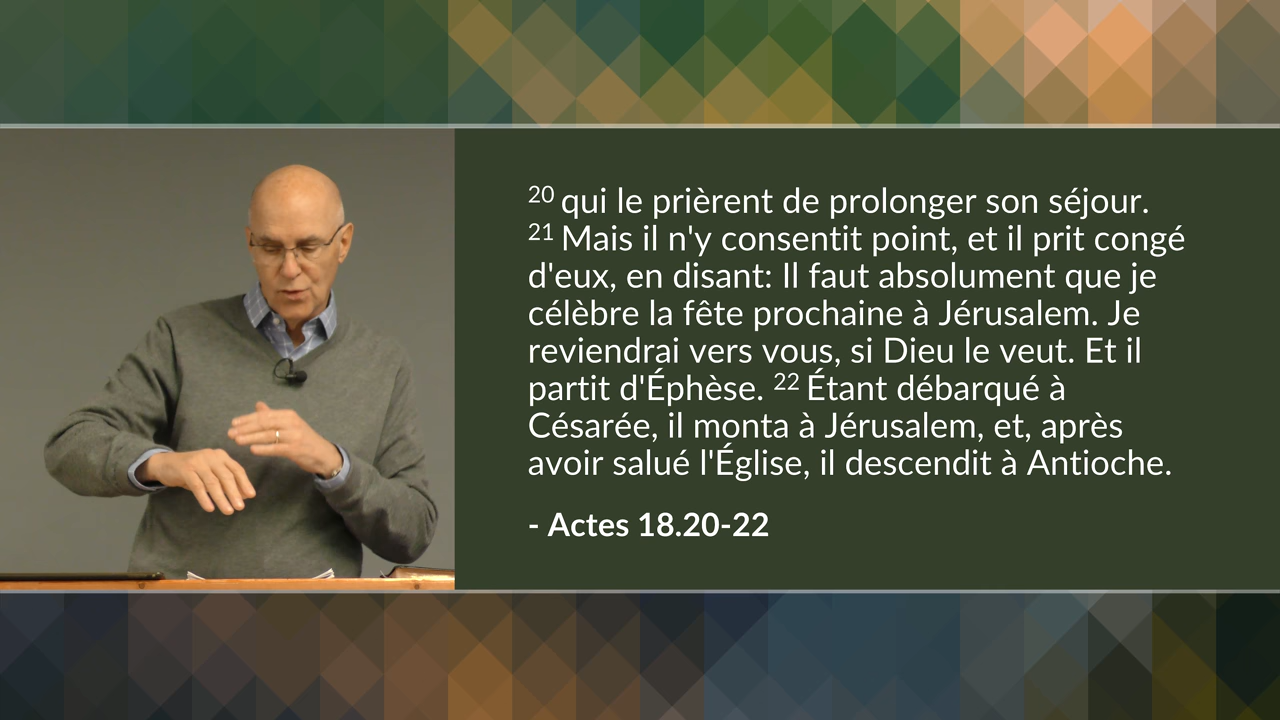 20 qui le prièrent de prolonger son séjour.
21 Mais il n'y consentit point, et il prit congé
d'eux, en disant: Il faut absolument que je
célèbre la fête prochaine à Jérusalem. Je
reviendrai vers vous, si Dieu le veut. Et il
partit d'Éphèse. 22 Étant débarqué à
Césarée, il monta à Jérusalem, et, après
avoir salué l'Église, il descendit à Antioche.
- Actes 18.20-22